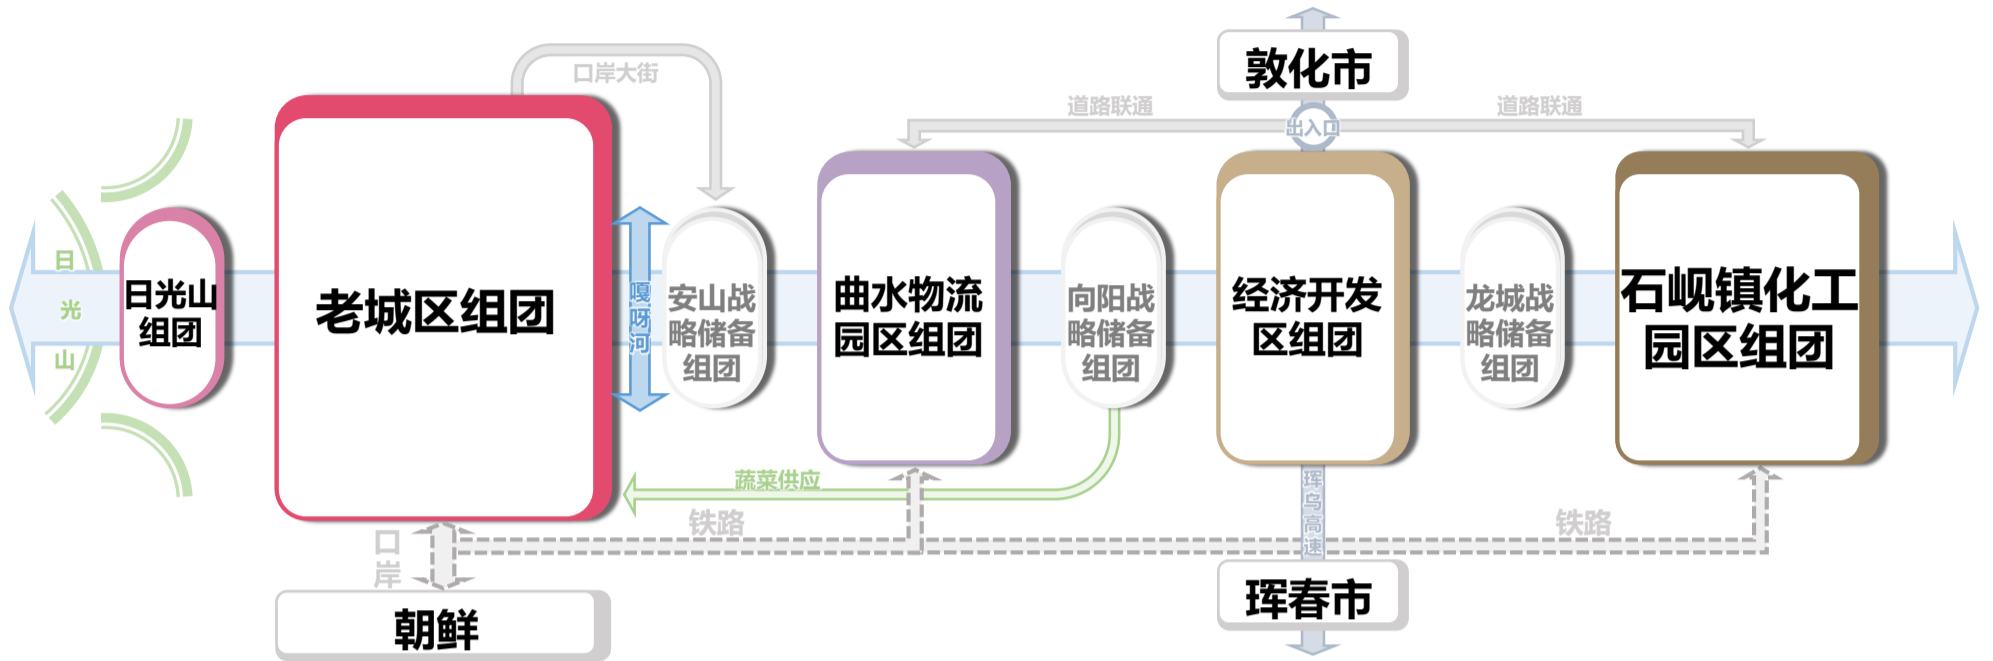 敦化市
口岸大街
道路联通
道路联通
出入口
日
光
山
日光山
组团
老城区组团
嘎
呀
河
安山战
略储备
组团
曲水物流
园区组团
向阳战
略储备
组团
经济开发
区组团
龙城战
略储备
组团
石岘镇化工
园区组团
蔬菜供应
珲
乌
高
速
铁路
铁路
口
岸
朝鲜
珲春市